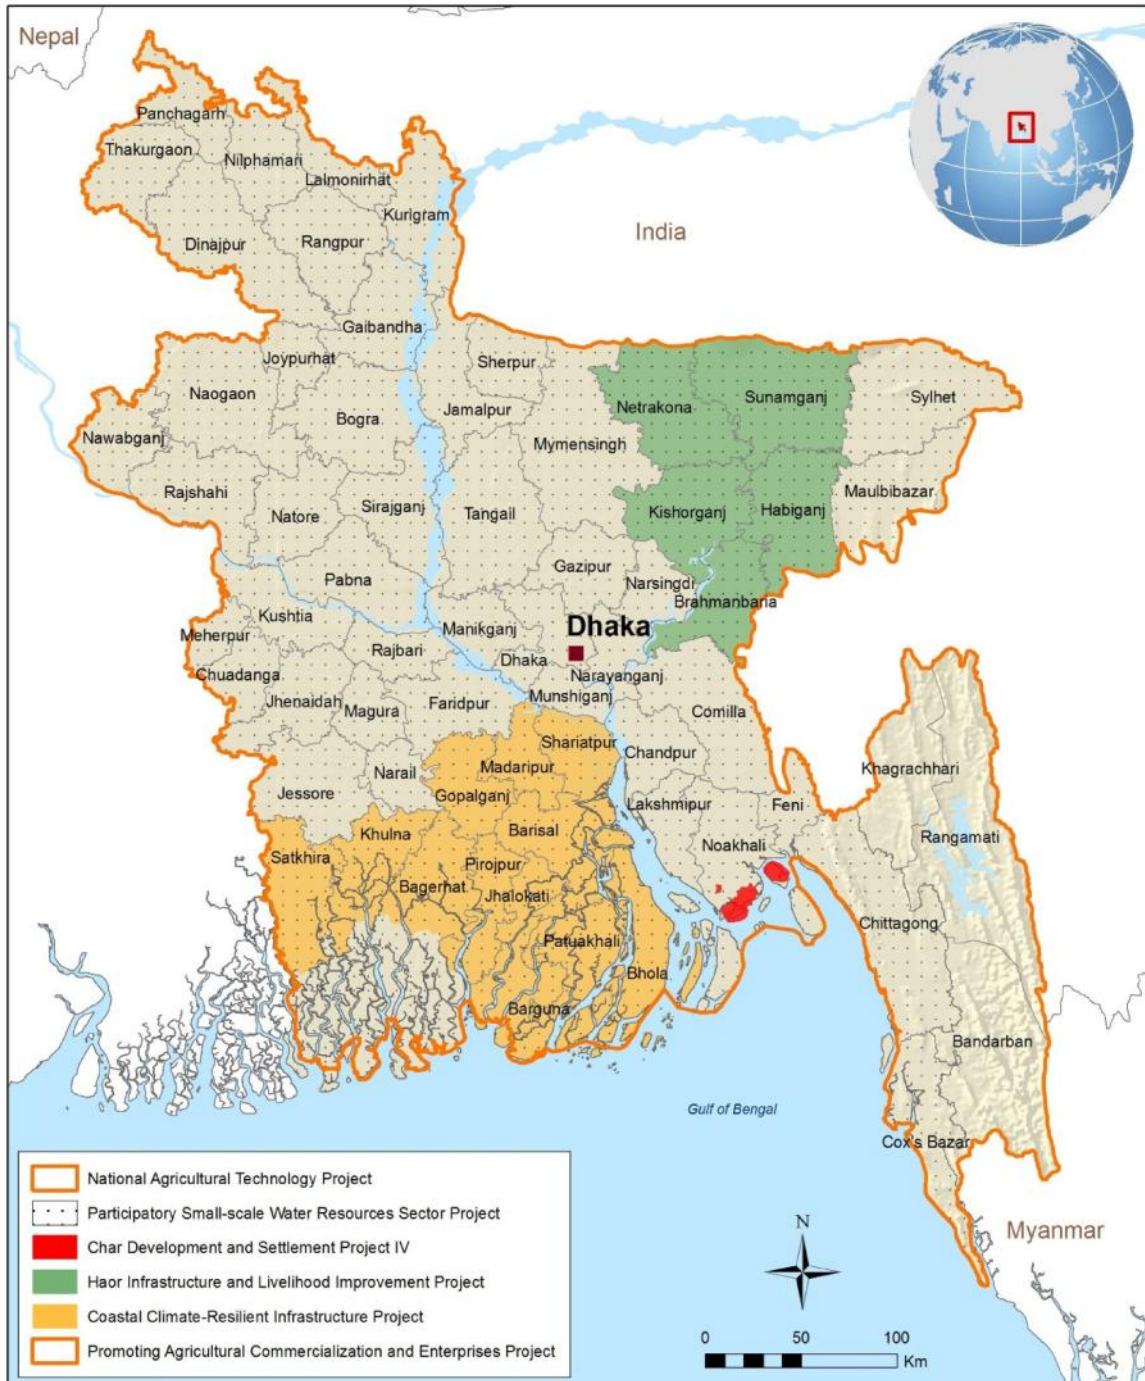 Nepal
Panchagarh
Thakurgaon
Nilphamari
Lalmonirhat
Kurigram
Dinajpur
Rangpur
India
Gaibandha
Joypurhat
Sherpur
Naogaon
Bogra
Jamalpur
Netrakona
Sunamganj
Sylhet
Nawabganj
Mymensingh
Rajshahi
Natore
Sirajganj
Tangail
Kishorganj
Habiganj
Maulbibazar
Pabna
Gazipur
Narsingdi
Brahmanbaria
Kushtia
Meherpur
Manikganj
Dhaka
Rajbari
Dhaka
Chuadanga
Narayanganj
Jhenaidah
Magura
Faridpur
Munshiganj
Comilla
Shariatpur
Chandpur
Narail
Madaripur
Khagrachhari
Jessore
Gopalganj
Lakshmipur
Feni
Khulna
Barisal
Noakhali
Rangamati
Satkhira
Pirojpur
Bagerhat
Jhalokati
Chittagong
Patuakhali
Bhola
Barguna
Bandarban
Gulf of Bengal
Cox's Bazar
Myanmar
National Agricultural Technology Project
Participatory Small-scale Water Resources Sector Project
Char Development and Settlement Project IV
Haor Infrastructure and Livelihood Improvement Project
Coastal Climate-Resilient Infrastructure Project
Promoting Agricultural Commercialization and Enterprises Project
N
0 50 100
Km